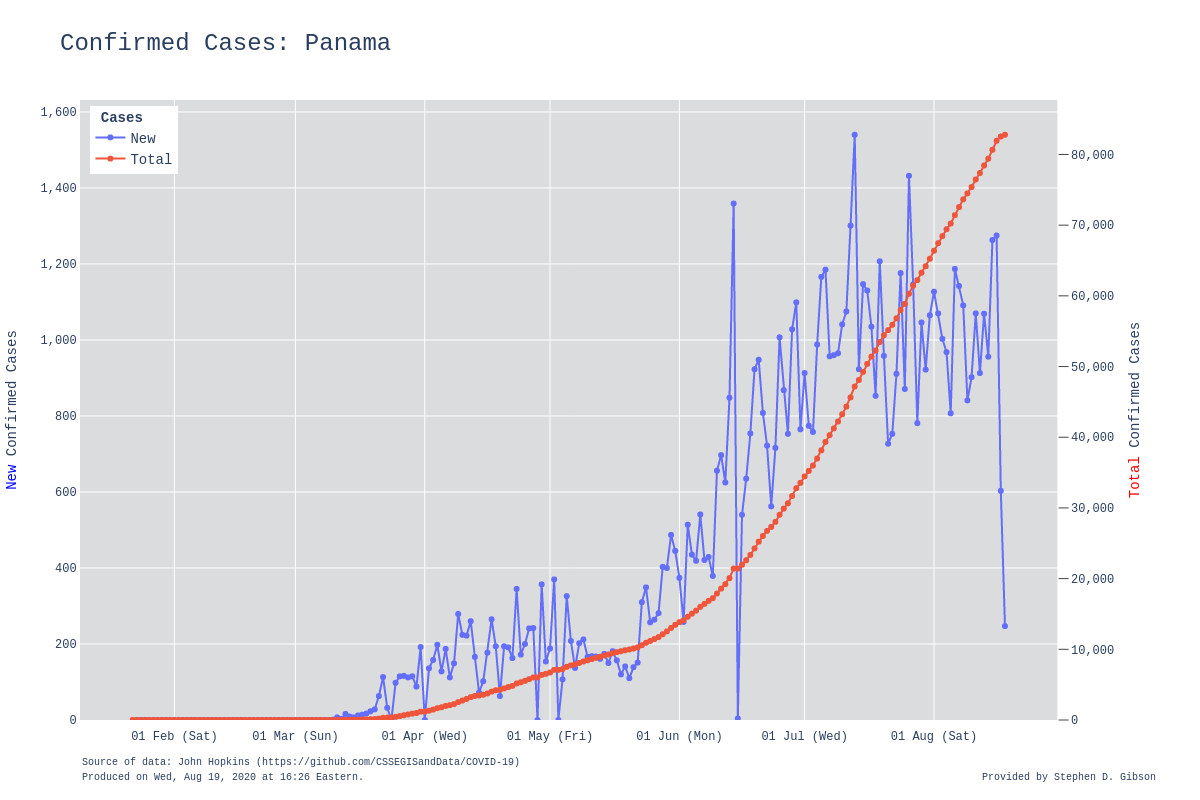 Confirmed Cases: Panama
Cases
New
Total
1,600
1,400
1,200
1,000
800
600
400
200
0
80,000
70,000
60,000
50,000
40,000
30,000
20,000
10,000
0
New Confirmed Cases
Total Confirmed Cases
01 Feb (Sat)
01 Mar (Sun)
01 Apr (Wed)
01 May (Fri)
01 Jun (Mon)
01 Jul (Wed)
01 Aug (Sat)
Source of data: John Hopkins (https://github.com/CSSEGISandData/COVID-19)
Produced on Wed, Aug 19, 2020 at 16:26 Eastern.
Provided by Stephen D. Gibson